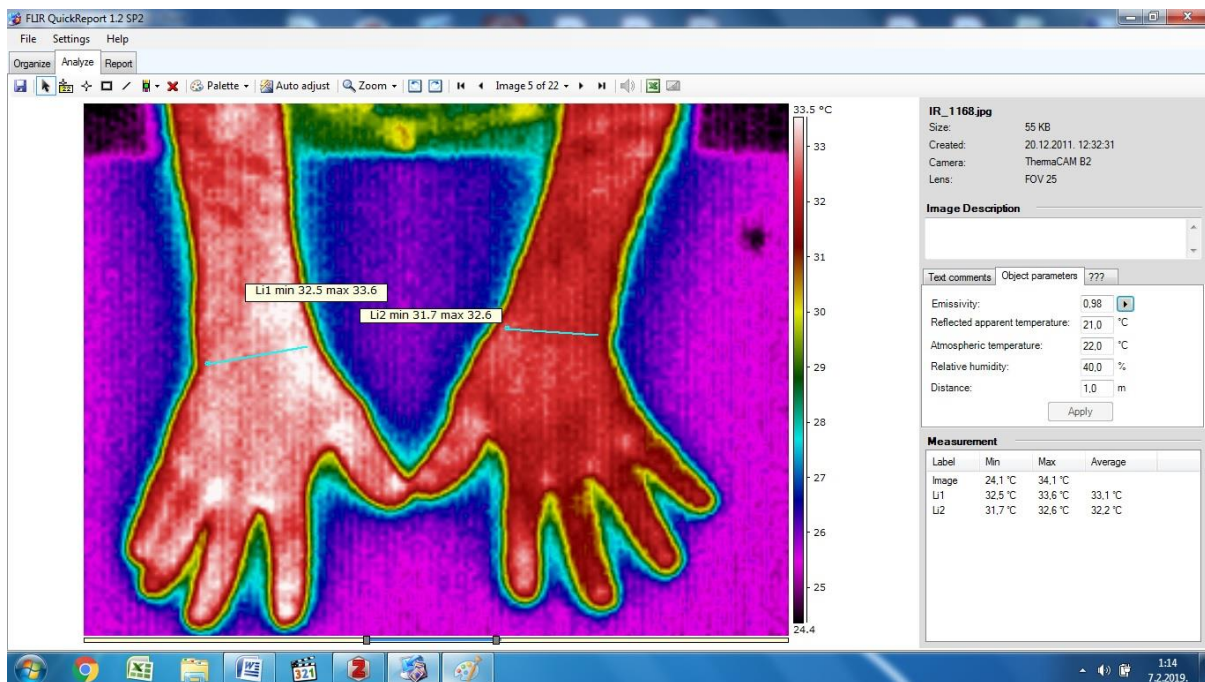 FLIR QuickReport 1.2 SP2
File Settings Help
Organize Analyze Report
Palette Auto adjust Zoom Image 5 of 22
33.5 °C
33
32
31
30
29
28
27
26
25
24.4
Li1 min 32.5 max 33.6
Li2 min 31.7 max 32.6
IR_1168.jpg
Size: 55 KB
Created: 20.12.2011. 12:32:31
Camera: ThermaCAM B2
Lens: FOV 25
Image Description
Text comments Object parameters ???
Emissivity: 0,98
Reflected apparent temperature: 21,0 °C
Atmospheric temperature: 22,0 °C
Relative humidity: 40,0 %
Distance: 1,0 m
Apply
Measurement
Label Min Max Average
Image 24,1 °C 34,1 °C
Li1 32,5 °C 33,6 °C 33,1 °C
Li2 31,7 °C 32,6 °C 32,2 °C
321
1:14
7.2.2019.